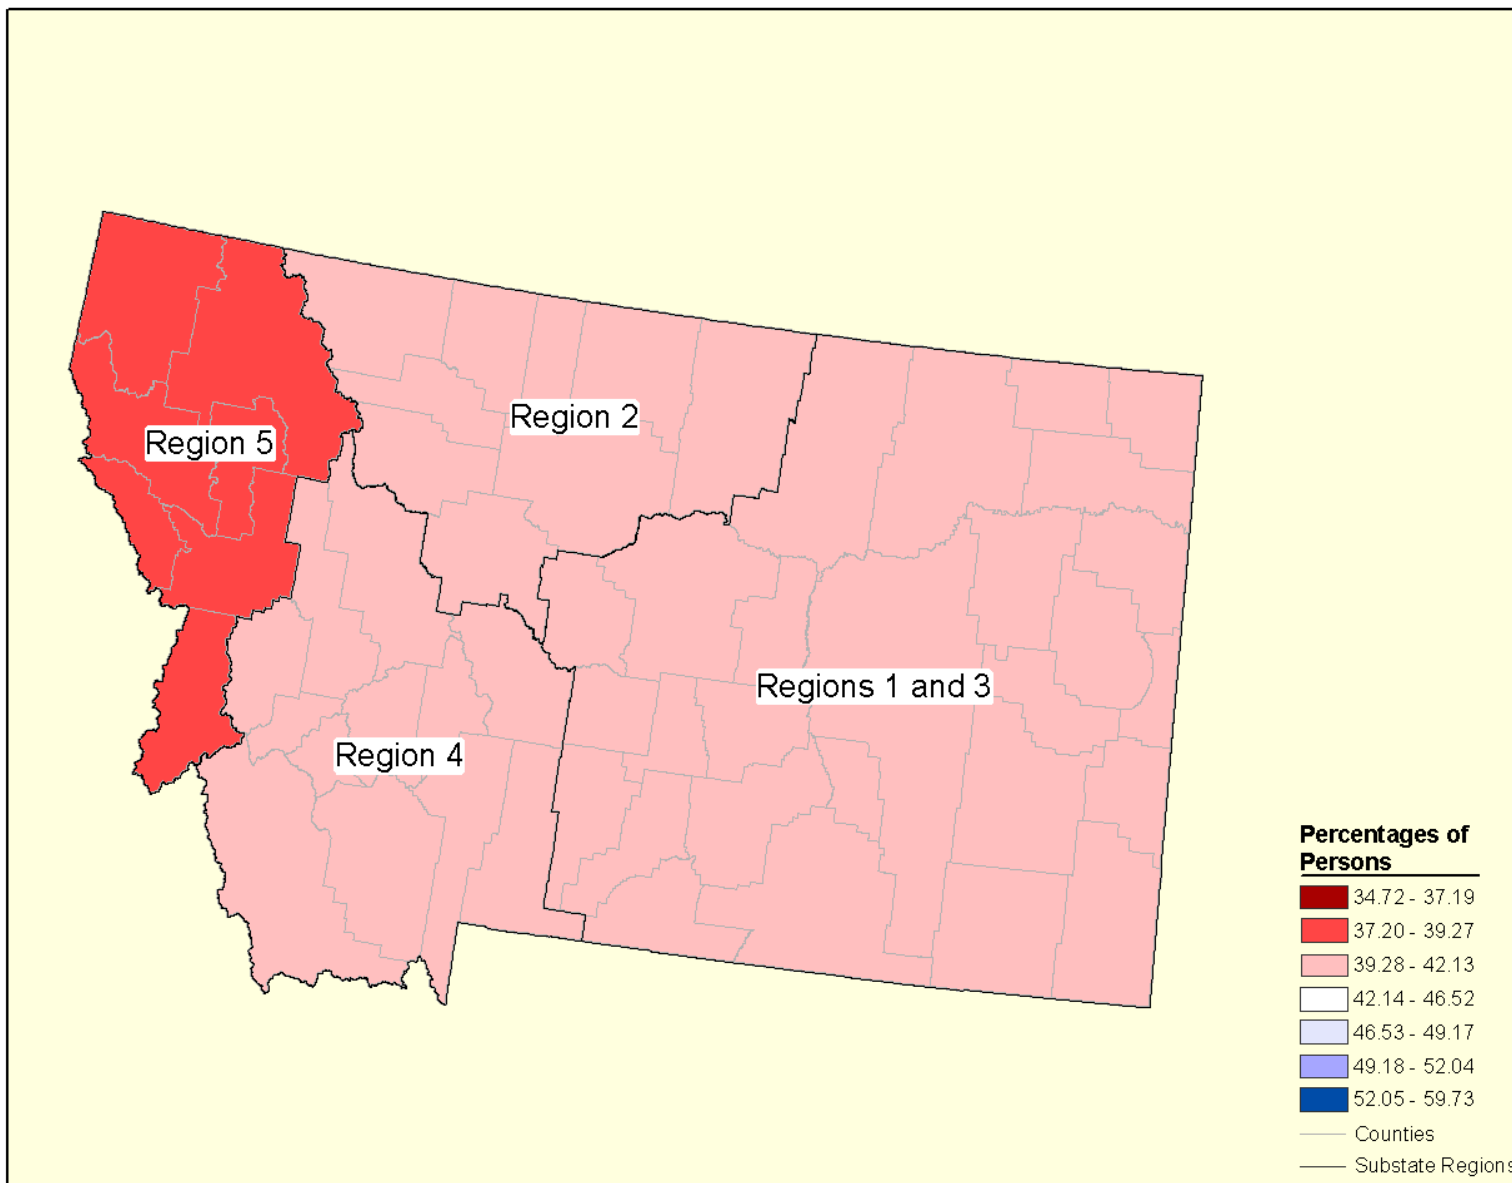 Region 2
Region 5
Regions 1 and 3
Region 4
Percentages of
Persons
34.72 - 37.19
37.20 - 39.27
39.28 - 42.13
42.14 - 46.52
46.53 - 49.17
49.18 - 52.04
52.05 - 59.73
Counties
Substate Regions